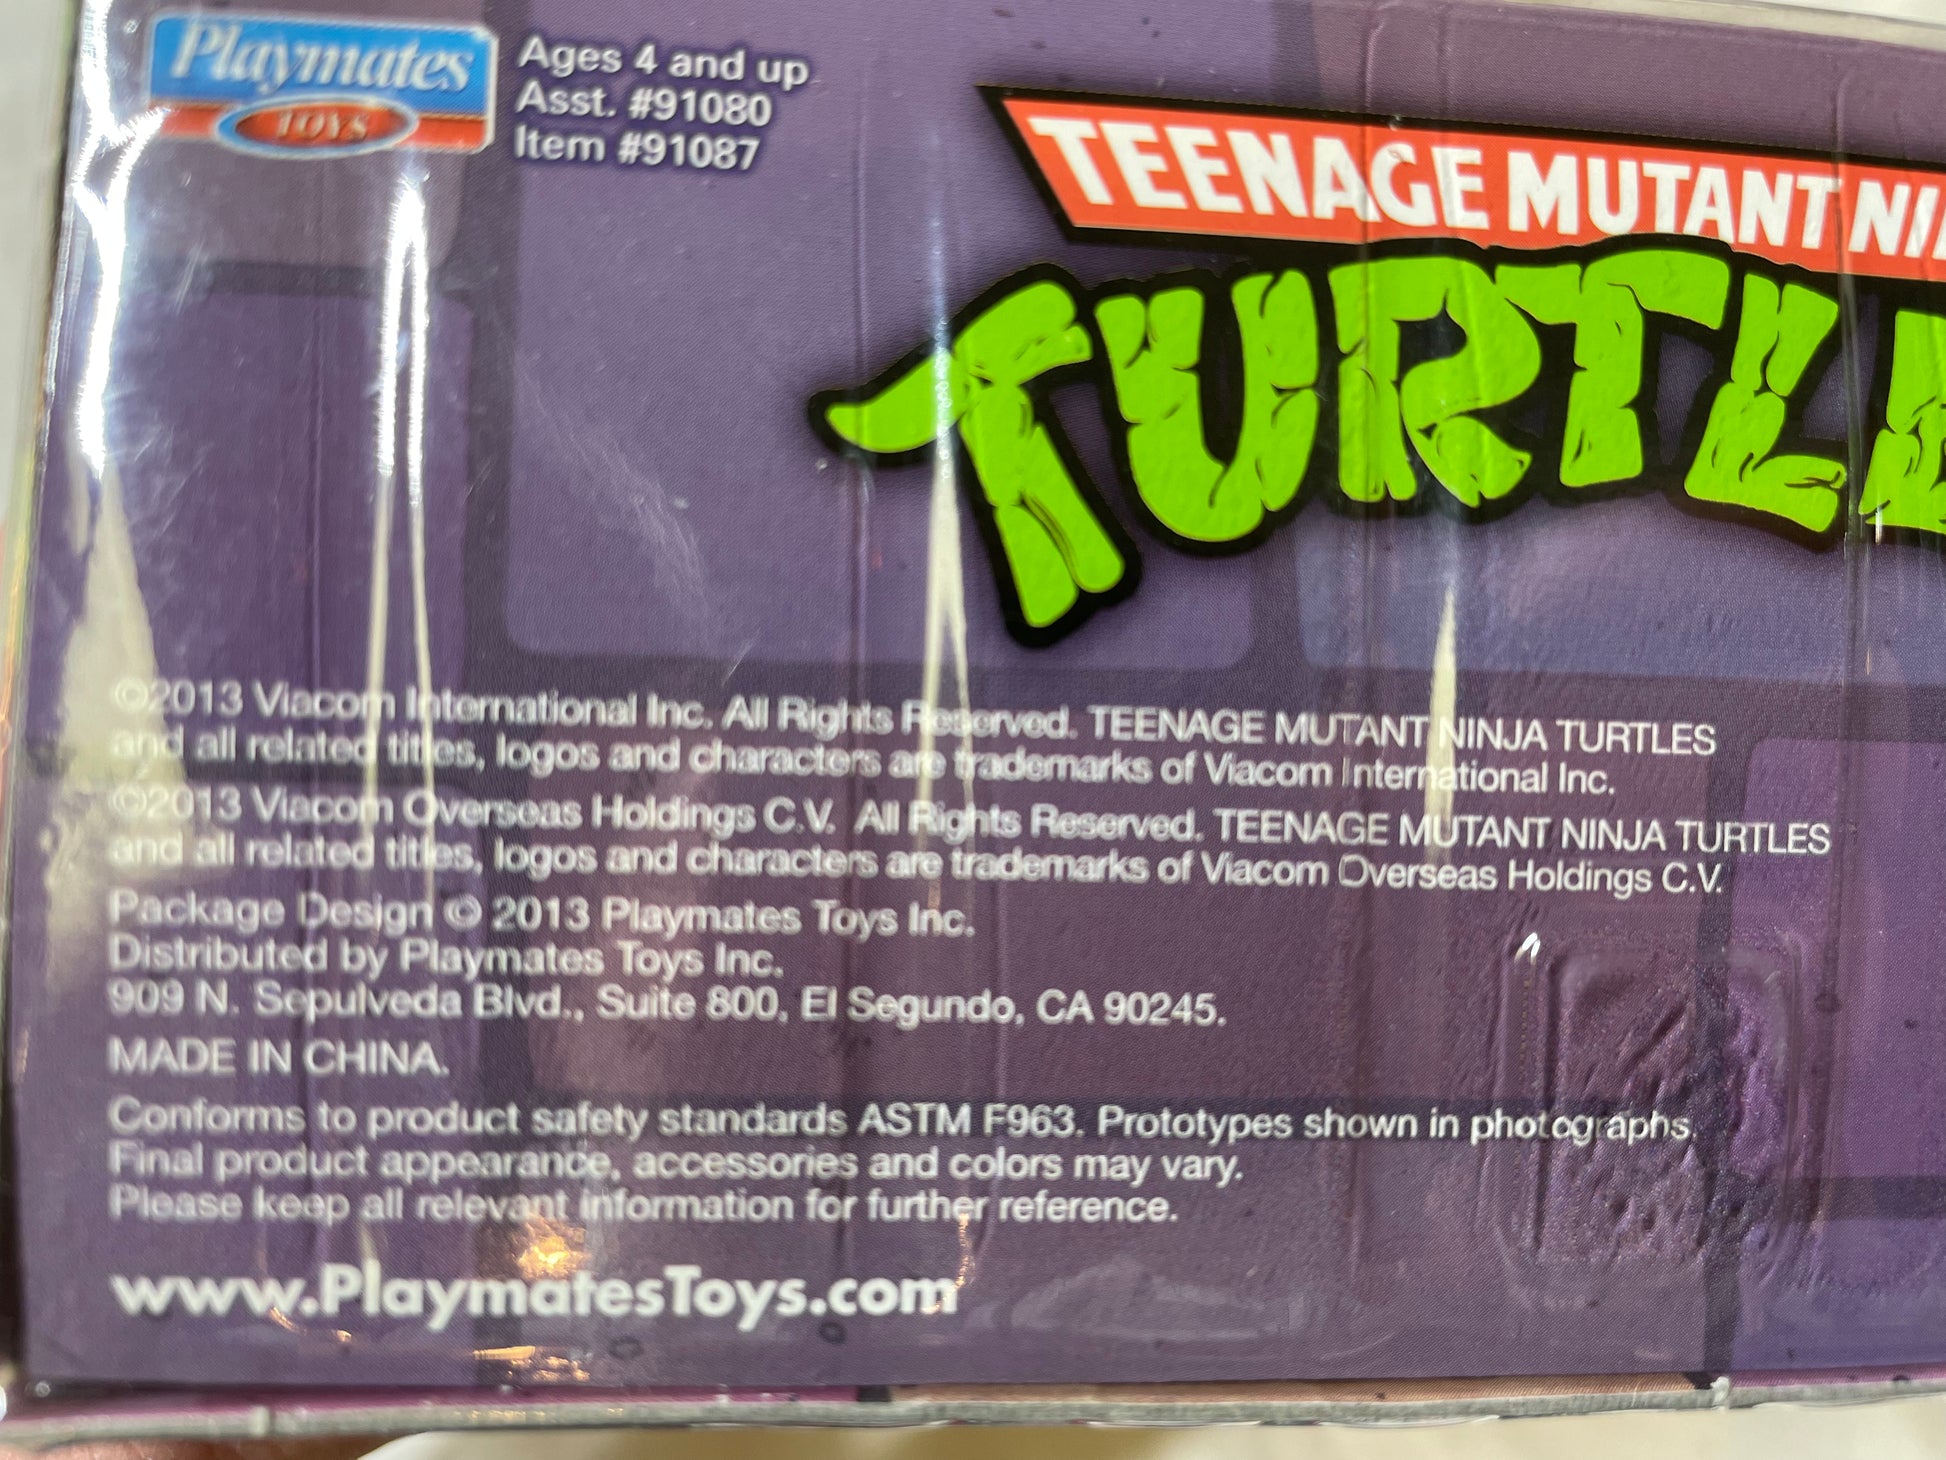 Playmates
TOYS
Ages 4 and up
Asst. #91080
Item #91087
TEENAGE MUTANT
TURTL
©2013 Viacom International Inc. All Rights Reserved. TEENAGE MUTANT NINJA TURTLES
and all related titles, logos and characters are trademarks of Viacom International Inc.
©2013 Viacom Overseas Holdings C.V. All Rights Reserved. TEENAGE MUTANT NINJA TURTLES
and all related titles, logos and characters are trademarks of Viacom Overseas Holdings C.V.
Package Design © 2013 Playmates Toys Inc.
Distributed by Playmates Toys Inc.
909 N. Sepulveda Blvd., Suite 800, El Segundo, CA 90245.
MADE IN CHINA.
Conforms to product safety standards ASTM F963. Prototypes shown in photographs.
Final product appearance, accessories and colors may vary.
Please keep all relevant information for further reference.
www.PlaymatesToys.com